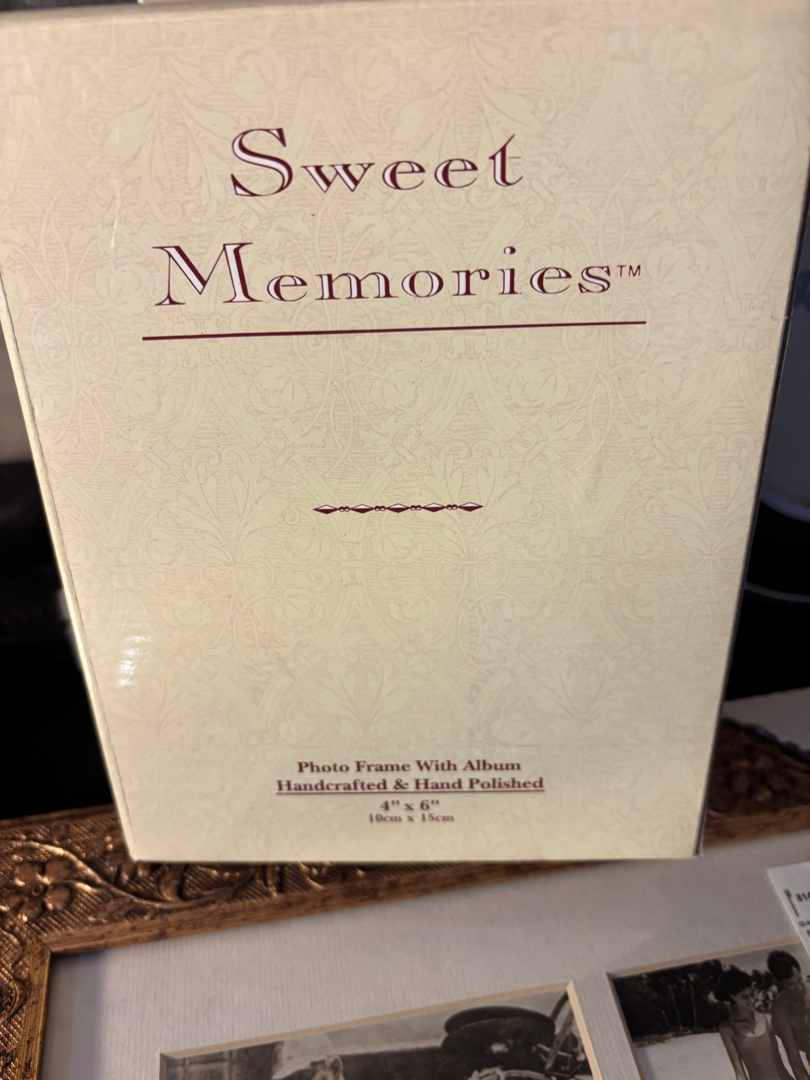 Sweet
Memories™
Photo Frame With Album
Handcrafted & Hand Polished
4" x 6"
10cm x 15cm